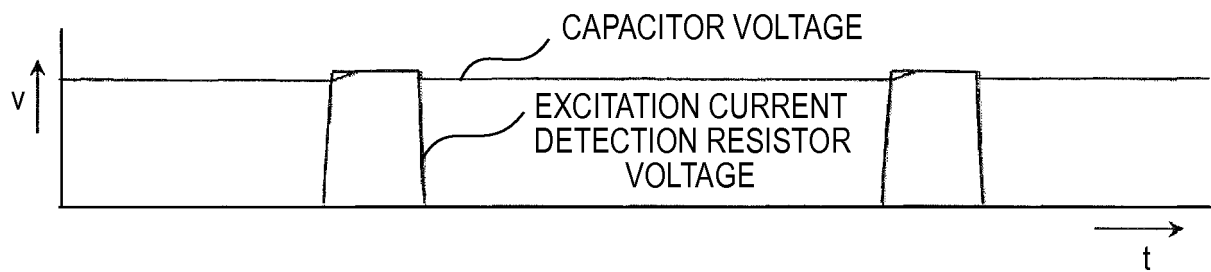 CAPACITOR VOLTAGE
v
EXCITATION CURRENT
DETECTION RESISTOR
VOLTAGE
t